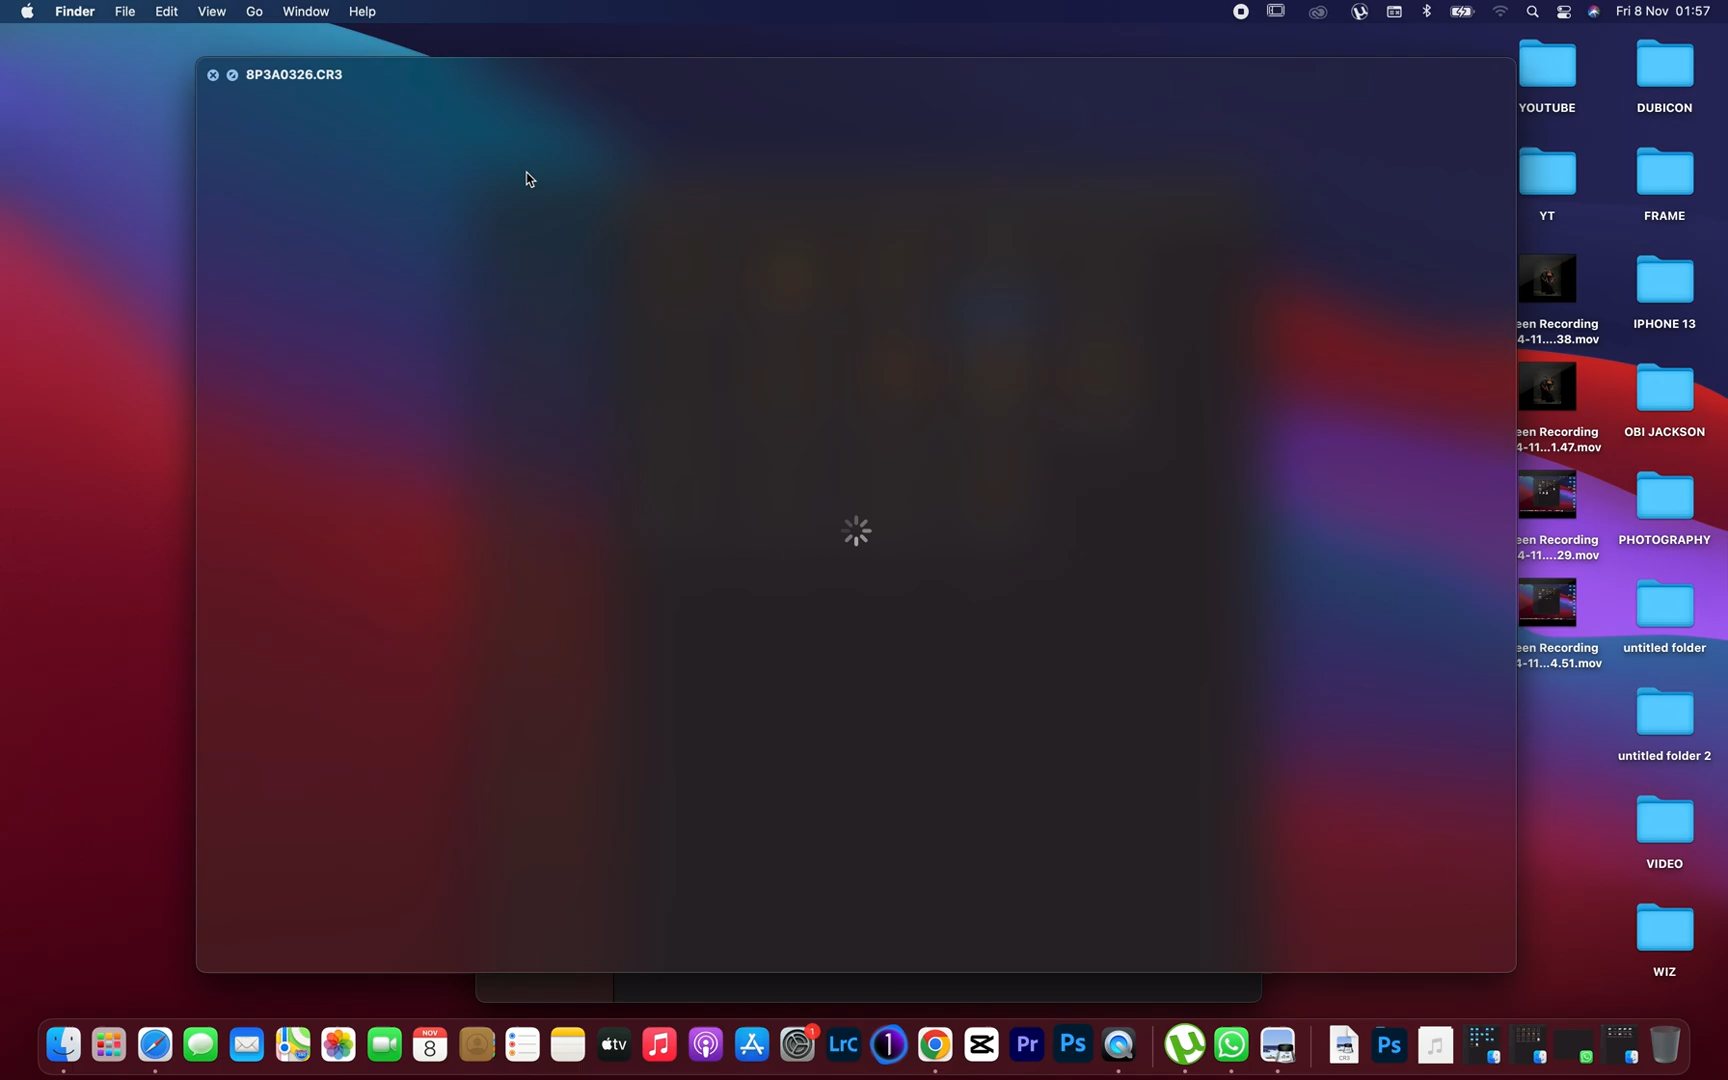 Finder File Edit View Go Window Help
Fri 8 Nov 01:57
8P3A0326.CR3
YOUTUBE
DUBICON
YT
FRAME
een Recording
4-11....38.mov
IPHONE 13
een Recording
4-11...1.47.mov
OBI JACKSON
een Recording
4-11....29.mov
PHOTOGRAPHY
een Recording
4-11...4.51.mov
untitled folder
untitled folder 2
VIDEO
WIZ
NOV
8
tv
1
LrC
1
Pr
Ps
CR3
Ps